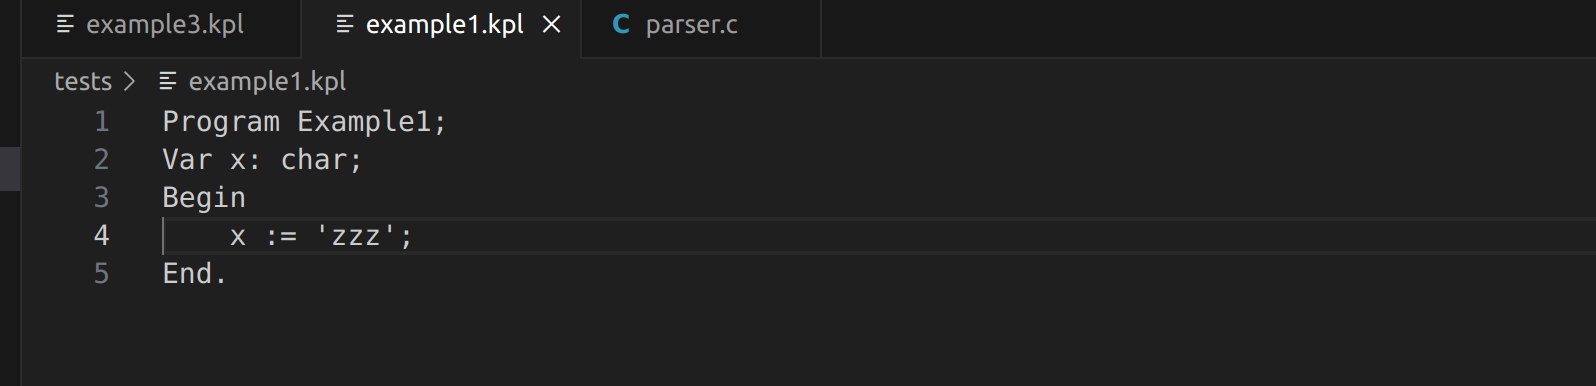 example3.kpl example1.kpl C parser.c
tests > example1.kpl
1 Program Example1;
2 Var x: char;
3 Begin
4     x := 'zzz';
5 End.